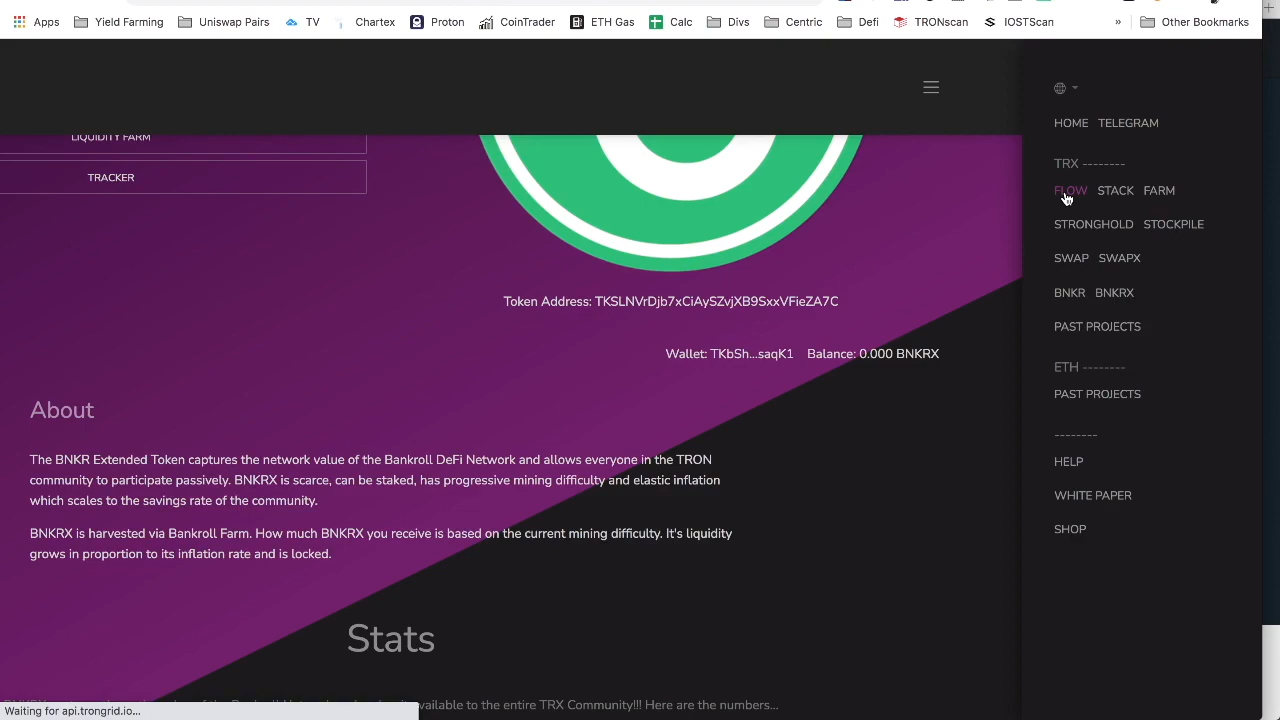 Apps Yield Farming Uniswap Pairs TV Chartex Proton CoinTrader ETH Gas Calc Divs Centric Defi TRONscan IOSTScan » Other Bookmarks
LIQUIDITY FARM
TRACKER
Token Address: TKSLNVrDjb7xCiAySZvjXB9SxxVFieZA7C
Wallet: TKbSh...saqK1 Balance: 0.000 BNKRX
About
The BNKR Extended Token captures the network value of the Bankroll DeFi Network and allows everyone in the TRON
community to participate passively. BNKRX is scarce, can be staked, has progressive mining difficulty and elastic inflation
which scales to the savings rate of the community.
BNKRX is harvested via Bankroll Farm. How much BNKRX you receive is based on the current mining difficulty. It's liquidity
grows in proportion to its inflation rate and is locked.
Stats
available to the entire TRX Community!!! Here are the numbers...
Waiting for api.trongrid.io...
HOME TELEGRAM
TRX --------
FLOW STACK FARM
STRONGHOLD STOCKPILE
SWAP SWAPX
BNKR BNKRX
PAST PROJECTS
ETH --------
PAST PROJECTS
--------
HELP
WHITE PAPER
SHOP